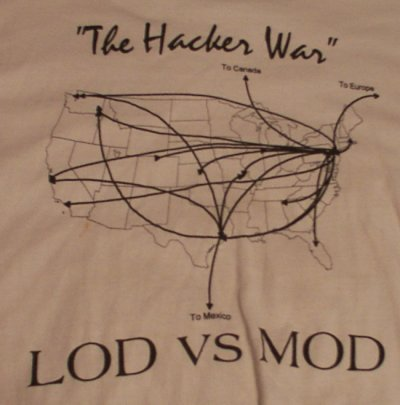 "The Hacker War"
To Canada
To Europe
To Mexico
LOD VS MOD